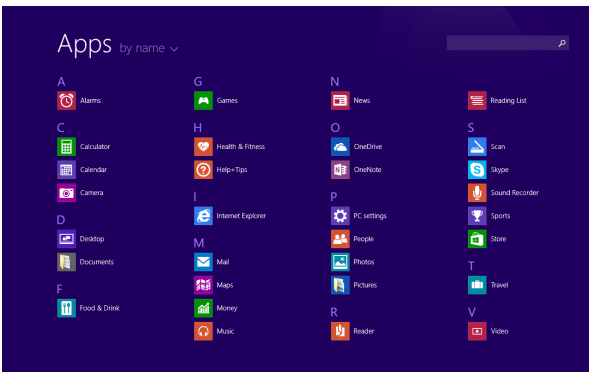 Apps by name
A
Alarms
C
Calculator
Calendar
Camera
D
Desktop
Documents
F
Food & Drink
G
Games
H
Health & Fitness
Help+Tips
I
Internet Explorer
M
Mail
Maps
Money
Music
N
News
O
OneDrive
OneNote
P
PC settings
People
Photos
Pictures
R
Reader
Reading List
S
Scan
Skype
Sound Recorder
Sports
Store
T
Travel
V
Video